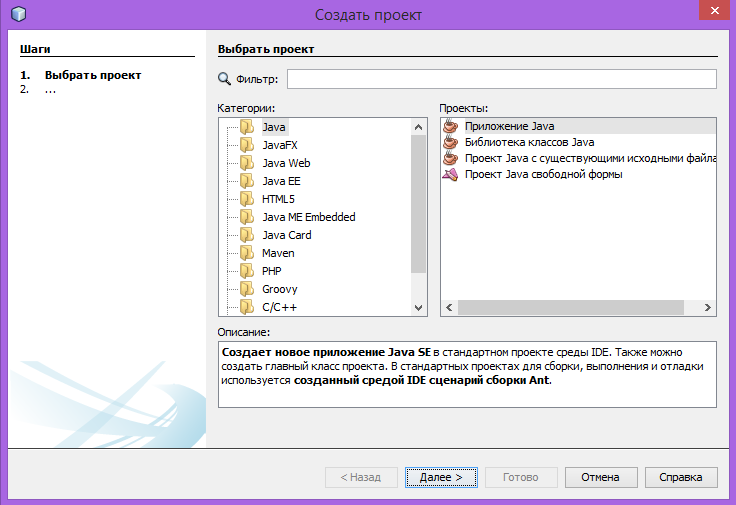 Создать проект
Шаги
1. Выбрать проект
2. ...
Выбрать проект
Фильтр:
Категории:
Java
JavaFX
Java Web
Java EE
HTML5
Java ME Embedded
Java Card
Maven
PHP
Groovy
C/C++
Проекты:
Приложение Java
Библиотека классов Java
Проект Java с существующими исходными файла
Проект Java свободной формы
Описание:
Создает новое приложение Java SE в стандартном проекте среды IDE. Также можно
создать главный класс проекта. В стандартных проектах для сборки, выполнения и отладки
используется созданный средой IDE сценарий сборки Ant.
< Назад
Далее >
Готово
Отмена
Справка